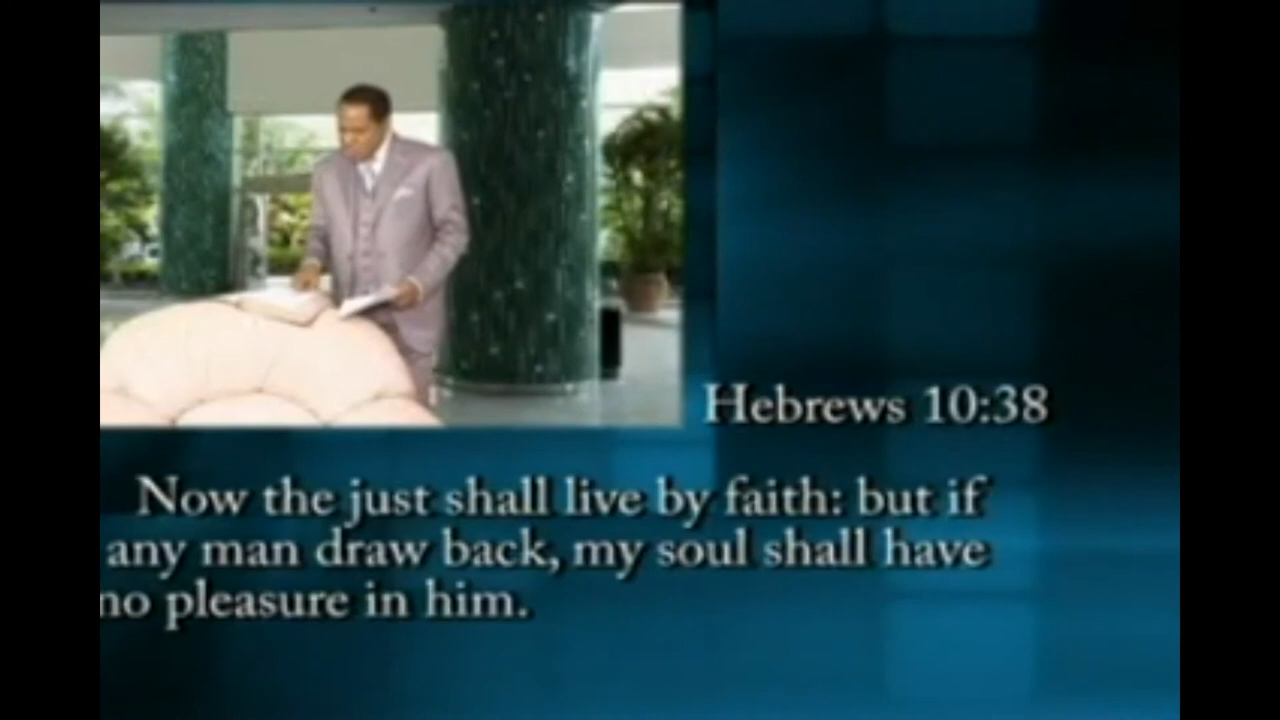 Hebrews 10:38
Now the just shall live by faith: but if
any man draw back, my soul shall have
no pleasure in him.